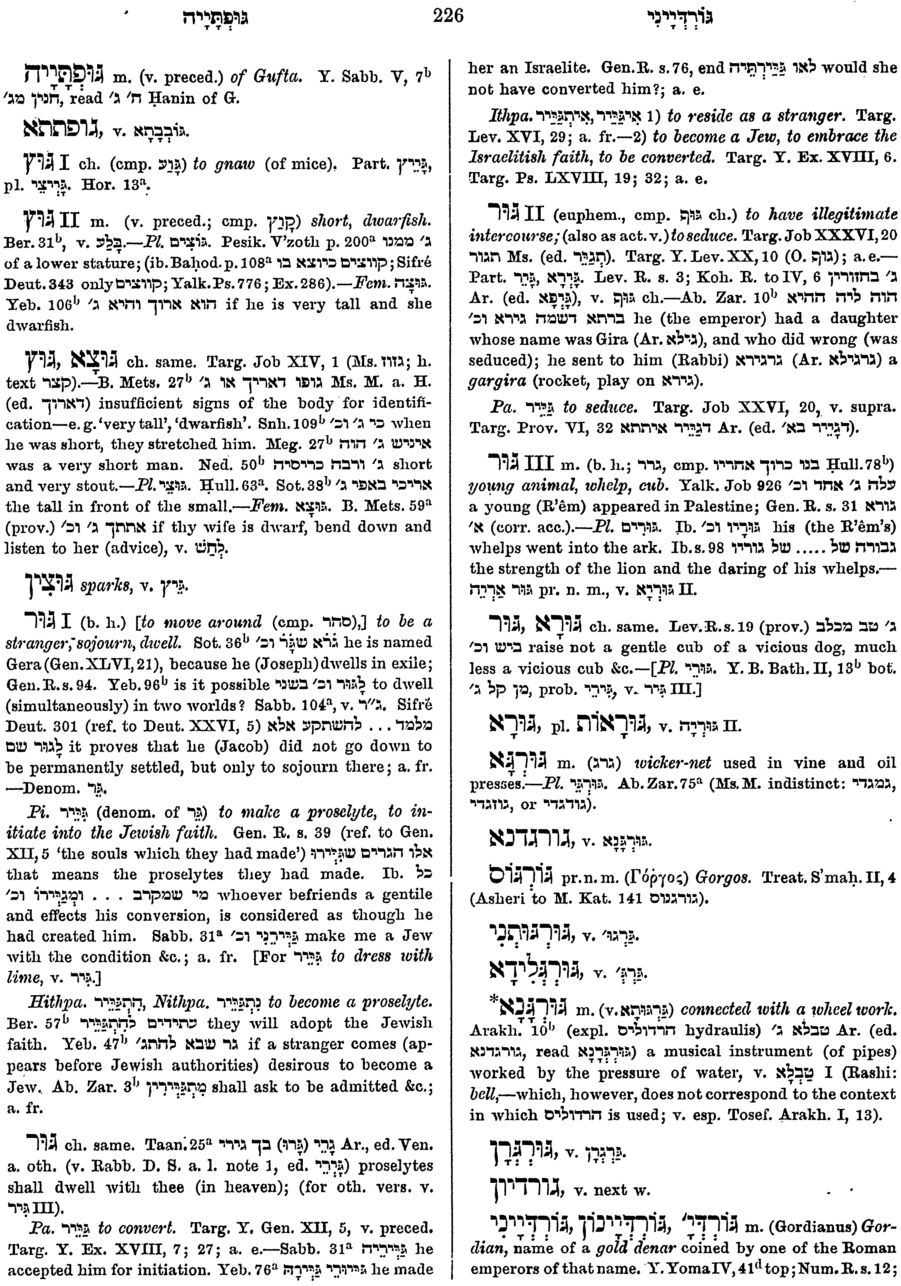 גּוּפְתָּיָיה 226 גּוֹרְדְּיָינֵי
גּוּפְתָּיָיה m. (v. preced.) of Gufta. Y. Sabb. V, 7b
חנין מג', read ח' ג' Ḥanin of G.
גּוּפתתא, v. גּוֹבְבָתָא.
גּוּץ I ch. (cmp. גָּוַע) to gnaw (of mice). Part. גָּיֵיץ,
pl. גָּיְיצֵי. Hor. 13a.
גּוּץ II m. (v. preced.; cmp. קָנַץ) short, dwarfish.
Ber. 31b, v. בָּלַע.—Pl. גּוּצִים. Pesik. V'zoth p. 200a ג' ממנו
of a lower stature; (ib. Baḥod. p. 108a קווצים כיוצא בו; Sifré
Deut. 343 only קווצים; Yalk. Ps. 776; Ex. 286).—Fem. גּוּצָה.
Yeb. 106b הוא ארוך והיא ג' if he is very tall and she
dwarfish.
גּוּץ, גּוּצָא ch. same. Targ. Job XIV, 1 (Ms. גזוז; h.
text קצר).—B. Mets. 27b גופו דאריך או ג' Ms. M. a. H.
(ed. דארוך) insufficient signs of the body for identifi-
cation—e. g. 'very tall', 'dwarfish'. Snh. 109b כי ג' וכ' when
he was short, they stretched him. Meg. 27b איניש ג' הוה
was a very short man. Ned. 50b ג' ורבה כריסיה short
and very stout.—Pl. גּוּצֵי. Ḥull. 63a. Sot. 38b אריכי באפי ג'
the tall in front of the small.—Fem. גּוּצָא. B. Mets. 59a
(prov.) אתתך ג' וכ' if thy wife is dwarf, bend down and
listen to her (advice), v. לְחַשׁ.
גּוּצִין sparks, v. גֵּיץ.
גּוּר I (b. h.) [to move around (cmp. סחר),] to be a
stranger, sojourn, dwell. Sot. 36b גֵּרא שגָּר וכ' he is named
Gera (Gen. XLVI, 21), because he (Joseph) dwells in exile;
Gen. R. s. 94. Yeb. 96b is it possible לָגוּר וכ' בשני to dwell
(simultaneously) in two worlds? Sabb. 104a, v. ג״ר. Sifré
Deut. 301 (ref. to Deut. XXVI, 5) מלמד ... להשתקע אלא
לָגוּר שם it proves that he (Jacob) did not go down to
be permanently settled, but only to sojourn there; a. fr.
—Denom. גֵּר.
Pi. גִּיֵּיר (denom. of גֵּר) to make a proselyte, to in-
itiate into the Jewish faith. Gen. R. s. 39 (ref. to Gen.
XII, 5 'the souls which they had made') אלו הגרים שגִּיְּירוּ
that means the proselytes they had made. Ib. כל
מי שמקרב ... ומְגַיְּירוֹ וכ' whoever befriends a gentile
and effects his conversion, is considered as though he
had created him. Sabb. 31a גַּיְּירֵנִי וכ' make me a Jew
with the condition &c.; a. fr. [For גִּיֵּיר to dress with
lime, v. גִּיר.]
Hithpa. הִתְגַּיֵּיר, Nithpa. נִתְגַּיֵּיר to become a proselyte.
Ber. 57b עתידים לְהִתְגַּיֵּיר they will adopt the Jewish
faith. Yeb. 47b גר שבא להתג' if a stranger comes (ap-
pears before Jewish authorities) desirous to become a
Jew. Ab. Zar. 3b מִתְגַּיְּירִין shall ask to be admitted &c.;
a. fr.
גּוּר ch. same. Taan. 25a גָּרֵי (גָּרוּ) בך גירי Ar., ed. Ven.
a. oth. (v. Rabb. D. S. a. l. note 1, ed. גָּיְירֵי) proselytes
shall dwell with thee (in heaven); (for oth. vers. v.
גִּיר III).
Pa. גַּיֵּיר to convert. Targ. Y. Gen. XII, 5, v. preced.
Targ. Y. Ex. XVIII, 7; 27; a. e.—Sabb. 31a גַּיְּירֵיהּ he
accepted him for initiation. Yeb. 76a גַּיּוּרֵי גַּיְּירָהּ he made
her an Israelite. Gen. R. s. 76, end לאו גַּיְּירְתֵּיהּ would she
not have converted him?; a. e.
Ithpa. אִיגַּיֵּיר, אִיתְגַּיֵּיר 1) to reside as a stranger. Targ.
Lev. XVI, 29; a. fr.—2) to become a Jew, to embrace the
Israelitish faith, to be converted. Targ. Y. Ex. XVIII, 6.
Targ. Ps. LXVIII, 19; 32; a. e.
גּוּר II (euphem., cmp. גּוּף ch.) to have illegitimate
intercourse; (also as act. v.) to seduce. Targ. Job XXXVI, 20
תגור Ms. (ed. תְגַיֵּיר). Targ. Y. Lev. XX, 10 (O. גוף); a. e.—
Part. גָּיֵר, גָּיְרָא. Lev. R. s. 3; Koh. R. to IV, 6 ג' בחזורין
Ar. (ed. גָּיְפָא), v. גּוּף ch.—Ab. Zar. 10b הוה ליה ההיא
ברתא דשמה גירא וכ' he (the emperor) had a daughter
whose name was Gira (Ar. גילא), and who did wrong (was
seduced); he sent to him (Rabbi) גרגירא (Ar. גרגילא) a
gargira (rocket, play on גירא).
Pa. גַּיֵּיר to seduce. Targ. Job XXVI, 20, v. supra.
Targ. Prov. VI, 32 דגַיֵּיר איתתא Ar. (ed. דְּגָיֵיר בא').
גּוּר III m. (b. h.; גרר, cmp. בנו כרוך אחריו Ḥull. 78b)
young animal, whelp, cub. Yalk. Job 926 עלה ג' אחד וכ'
a young (R'êm) appeared in Palestine; Gen. R. s. 31 גורא
א' (corr. acc.).—Pl. גּוּרִים. Ib. גּוּרָיו וכ' his (the R'êm's)
whelps went into the ark. Ib. s. 98 גבורה של ..... של גוריו
the strength of the lion and the daring of his whelps.—
גּוּר אַרְיֵה pr. n. m., v. גּוּרְיָא II.
גּוּר, גּוּרָא ch. same. Lev. R. s. 19 (prov.) ג' טב מכלב
ביש וכ' raise not a gentle cub of a vicious dog, much
less a vicious cub &c.—[Pl. גּוּרֵי. Y. B. Bath. II, 13b bot.
מן קל ג', prob. גִּירֵי, v. גִּיר III.]
גּוּרָא, pl. גּוּרָאוֹת, v. גּוּרְיָה II.
גּוּרְגָּא m. (גרג) wicker-net used in vine and oil
presses.—Pl. גּוּרְגֵּי. Ab. Zar. 75a (Ms. M. indistinct: גמגדי,
גוזגדי, or גודגדי).
גורגדנא, v. גּוּרְגָּנָא.
גּוֹרְגּוֹס pr. n. m. (Γόργος) Gorgos. Treat. S'maḥ. II, 4
(Asheri to M. Kat. 141 גורגנוס).
גּוּרְגּוּתְנִי, v. גַּרְגּוּ'.
גּוּרְגְּלִידָא, v. גַּרְגְּ'.
*גּוּרְגָּנָא m. (v. גַּרְגּוּתָא) connected with a wheel work.
Arakh. 10b (expl. הרדולים hydraulis) טבלא ג' Ar. (ed.
גורגדנא, read גּוּרְגְּרָנָא) a musical instrument (of pipes)
worked by the pressure of water, v. טַבְלָא I (Rashi:
bell,—which, however, does not correspond to the context
in which הרדולים is used; v. esp. Tosef. Arakh. I, 13).
גּוּרְגְּרָן, v. גַּרְגְּרָן.
גורדיון, v. next w.
גּוֹרְדְּי', גּוֹרְדְּיָינוֹן, גּוֹרְדְּיָינֵי m. (Gordianus) Gor-
dian, name of a gold denar coined by one of the Roman
emperors of that name. Y. Yoma IV, 41d top; Num. R. s. 12;